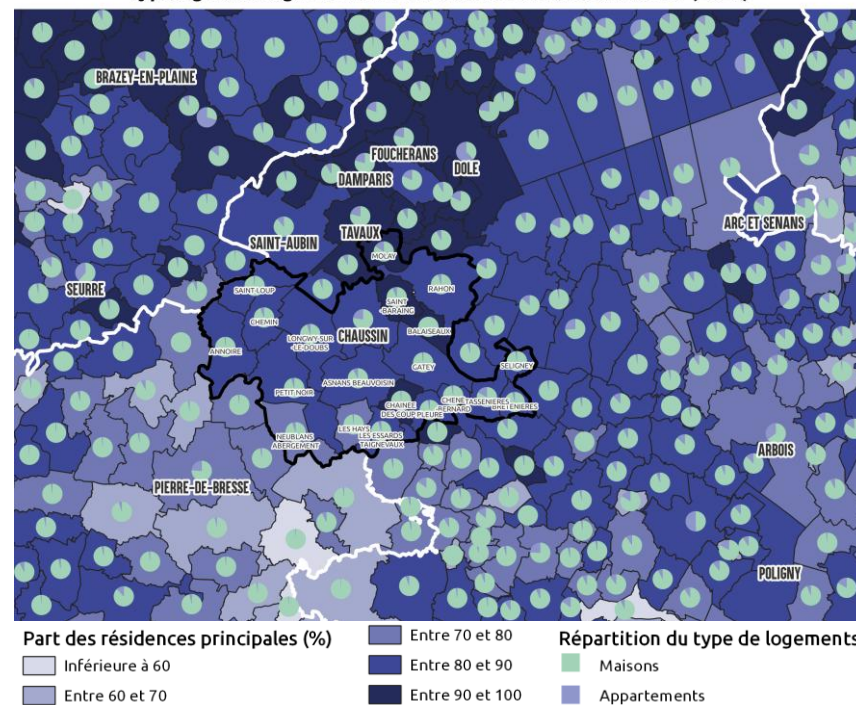 BRAZEY-EN-PLAINE
FOUCHERANS
DOLE
DAMPARIS
ARC ET SENANS
TAVAUX
SAINT-AUBIN
MOLAY
SEURRE
SAINT-LOUP
RAHON
SAINT
BARAING
CHEMIN
LONGWY-SUR
-LE-DOUBS
CHAUSSIN
BALAISEAUX
ANNOIRE
GATEY
SELIGNEY
ASNANS BEAUVOISIN
PETIT NOIR
CHAINEE
DES COUPIS
PLEURE
CHENE
BERNARD
TASSENIERES
BRETENIERES
NEUBLANS
ABERGEMENT
LES HAYS
LES ESSARDS
TAIGNEVAUX
ARBOIS
PIERRE-DE-BRESSE
POLIGNY
Part des résidences principales (%)
Inférieure à 60
Entre 60 et 70
Entre 70 et 80
Entre 80 et 90
Entre 90 et 100
Répartition du type de logements
Maisons
Appartements